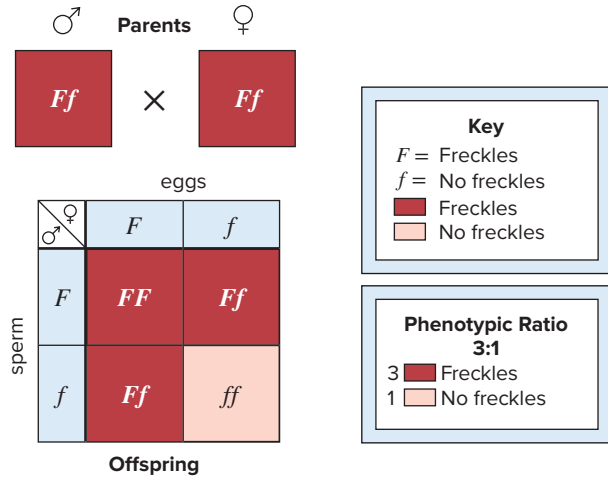 ♂ Parents ♀
Ff × Ff
eggs
♀
♂
F f
sperm
F FF Ff
f Ff ff
Offspring
Key
F = Freckles
f = No freckles
Freckles
No freckles
Phenotypic Ratio
3:1
3 Freckles
1 No freckles